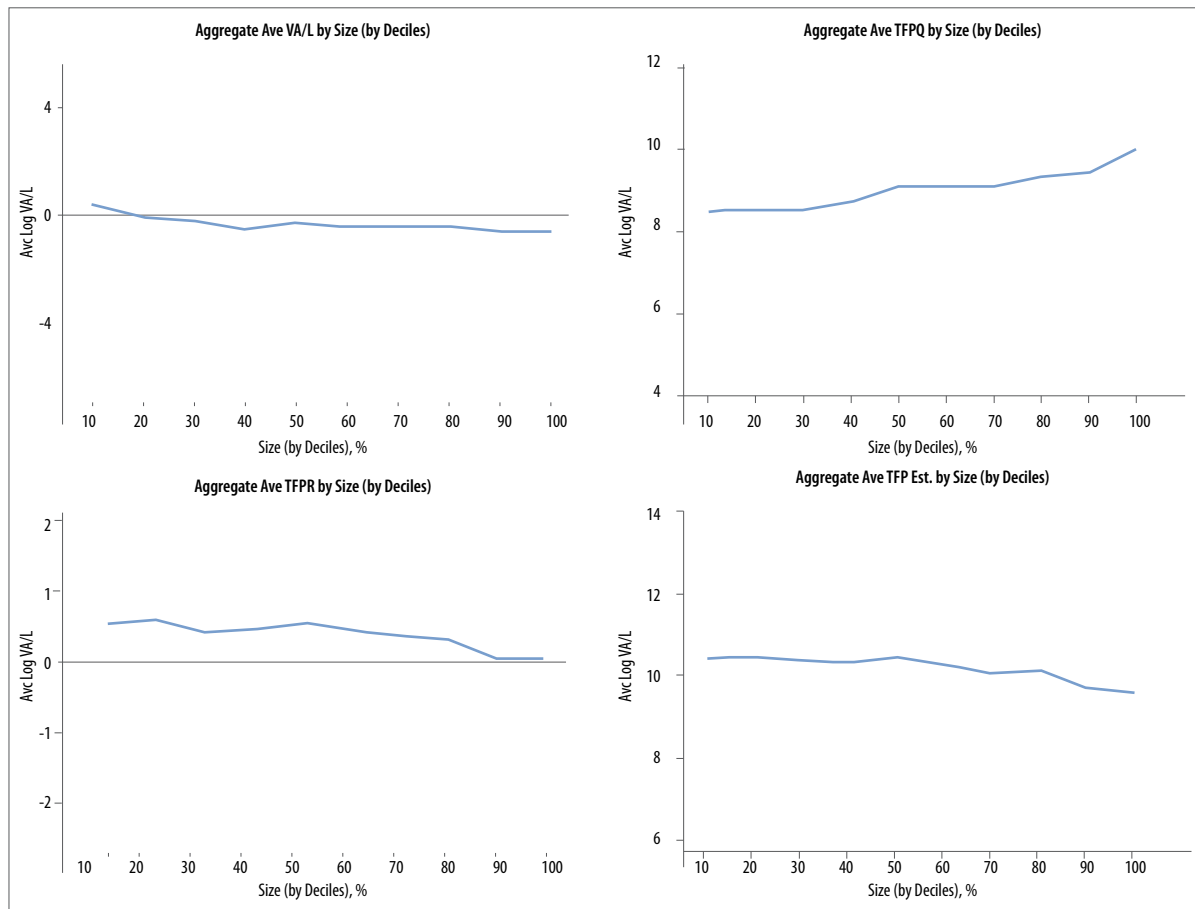 Aggregate Ave VA/L by Size (by Deciles)
Avc Log VA/L
4
0
-4
10 20 30 40 50 60 70 80 90 100
Size (by Deciles), %
Aggregate Ave TFPQ by Size (by Deciles)
Avc Log VA/L
12
10
8
6
4
10 20 30 40 50 60 70 80 90 100
Size (by Deciles), %
Aggregate Ave TFPR by Size (by Deciles)
Avc Log VA/L
2
1
0
-1
-2
10 20 30 40 50 60 70 80 90 100
Size (by Deciles), %
Aggregate Ave TFP Est. by Size (by Deciles)
Avc Log VA/L
14
12
10
8
6
10 20 30 40 50 60 70 80 90 100
Size (by Deciles), %